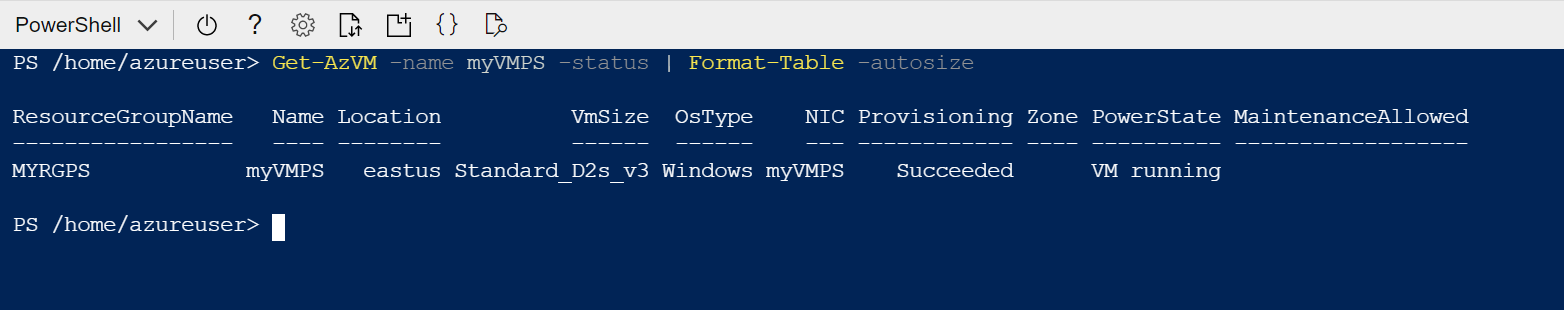 PowerShell
PS /home/azureuser> Get-AzVM -name myVMPS -status | Format-Table -autosize
ResourceGroupName   Name Location          VmSize  OsType    NIC Provisioning Zone PowerState MaintenanceAllowed
-----------------   ---- --------          ------  ------    --- ------------ ---- ---------- ------------------
MYRGPS            myVMPS   eastus Standard_D2s_v3 Windows myVMPS    Succeeded      VM running
PS /home/azureuser>